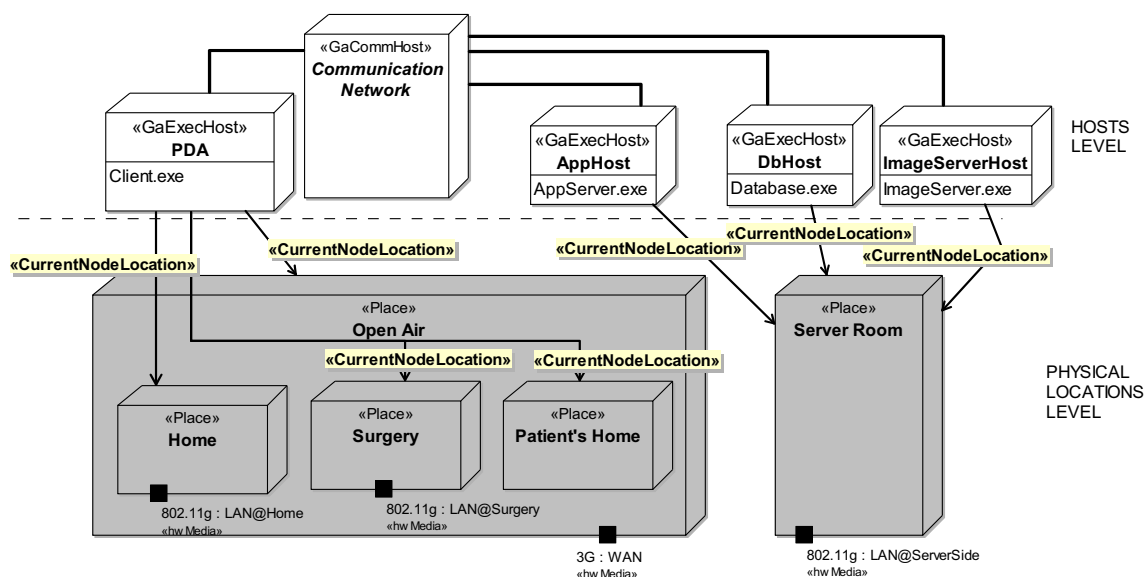 «GaCommHost»
Communication
Network
«GaExecHost»
PDA
Client.exe
«GaExecHost»
AppHost
AppServer.exe
«GaExecHost»
DbHost
Database.exe
«GaExecHost»
ImageServerHost
ImageServer.exe
HOSTS
LEVEL
«CurrentNodeLocation»
«CurrentNodeLocation»
«CurrentNodeLocation»
«CurrentNodeLocation»
«CurrentNodeLocation»
«Place»
Open Air
«Place»
Server Room
«CurrentNodeLocation»
«CurrentNodeLocation»
PHYSICAL
LOCATIONS
LEVEL
«Place»
Home
«Place»
Surgery
«Place»
Patient's Home
802.11g : LAN@Home
«hw Media»
802.11g : LAN@Surgery
«hw Media»
3G : WAN
«hw Media»
802.11g : LAN@ServerSide
«hw Media»